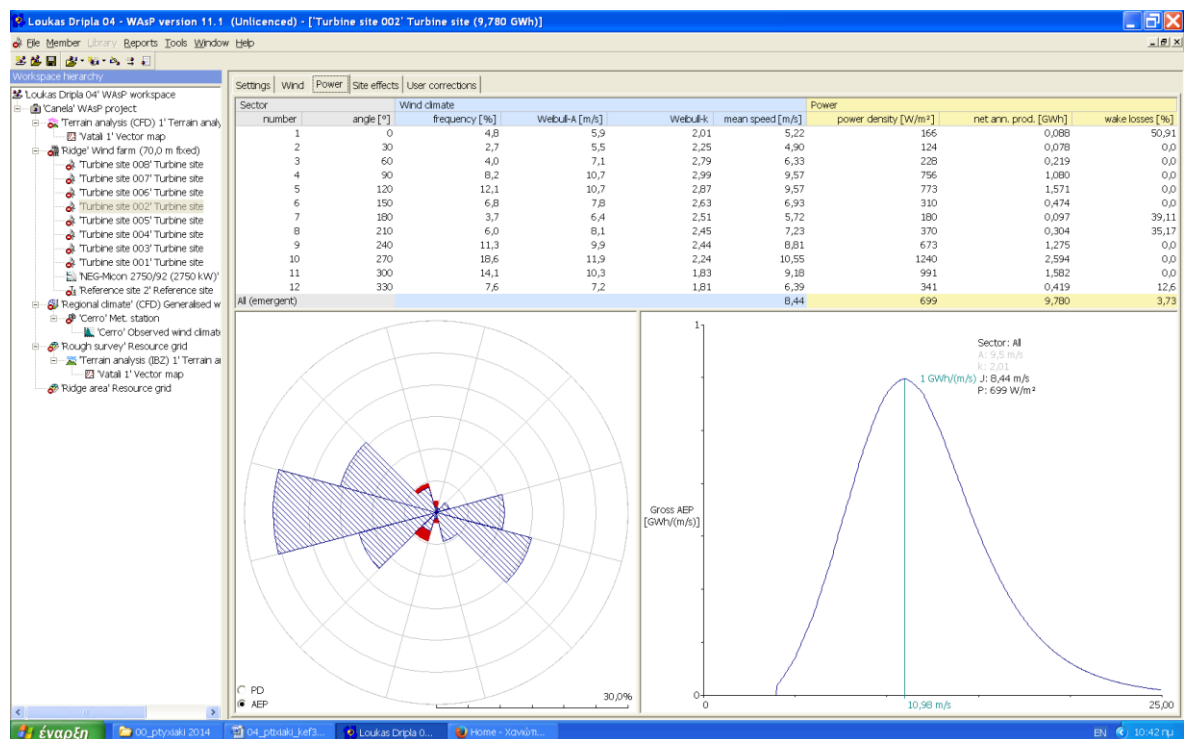 Loukas Dripla 04 - WAsP version 11.1 (Unlicenced) - ['Turbine site 002' Turbine site (9,780 GWh)]
File Member Library Reports Tools Window Help
Workspace hierarchy
'Loukas Dripla 04' WAsP workspace
'Canela' WAsP project
'Terrain analysis (CFD) 1' Terrain analy
'Vatali 1' Vector map
'Ridge' Wind farm (70,0 m fixed)
'Turbine site 008' Turbine site
'Turbine site 007' Turbine site
'Turbine site 006' Turbine site
'Turbine site 002' Turbine site
'Turbine site 005' Turbine site
'Turbine site 004' Turbine site
'Turbine site 003' Turbine site
'Turbine site 001' Turbine site
'NEG-Micon 2750/92 (2750 kW)'
'Reference site 2' Reference site
'Regional climate' (CFD) Generalised w
'Cerro' Met. station
'Cerro' Observed wind climate
'Rough survey' Resource grid
'Terrain analysis (IBZ) 1' Terrain a
'Vatali 1' Vector map
'Ridge area' Resource grid
Settings Wind Power Site effects User corrections
Sector Wind climate Power
number angle [°] frequency [%] Weibull-A [m/s] Weibull-k mean speed [m/s] power density [W/m²] net ann. prod. [GWh] wake losses [%]
1 0 4,8 5,9 2,01 5,22 166 0,088 50,91
2 30 2,7 5,5 2,25 4,90 124 0,078 0,0
3 60 4,0 7,1 2,79 6,33 228 0,219 0,0
4 90 8,2 10,7 2,99 9,57 756 1,080 0,0
5 120 12,1 10,7 2,87 9,57 773 1,571 0,0
6 150 6,8 7,8 2,63 6,93 310 0,474 0,0
7 180 3,7 6,4 2,51 5,72 180 0,097 39,11
8 210 6,0 8,1 2,45 7,23 370 0,304 35,17
9 240 11,3 9,9 2,44 8,81 673 1,275 0,0
10 270 18,6 11,9 2,24 10,55 1240 2,594 0,0
11 300 14,1 10,3 1,83 9,18 991 1,582 0,0
12 330 7,6 7,2 1,81 6,39 341 0,419 12,6
All (emergent) 8,44 699 9,780 3,73
PD
AEP
30,0%
1
Sector: All
A: 9,5 m/s
k: 2,01
1 GWh/(m/s) J: 8,44 m/s
P: 699 W/m²
Gross AEP
[GWh/(m/s)]
0
0 10,98 m/s 25,00
έναρξη 00_ptyxiaki 2014 04_ptixiaki_kef3... Loukas Dripla 0... Home - Χανιώτ... EN 10:42 πμ